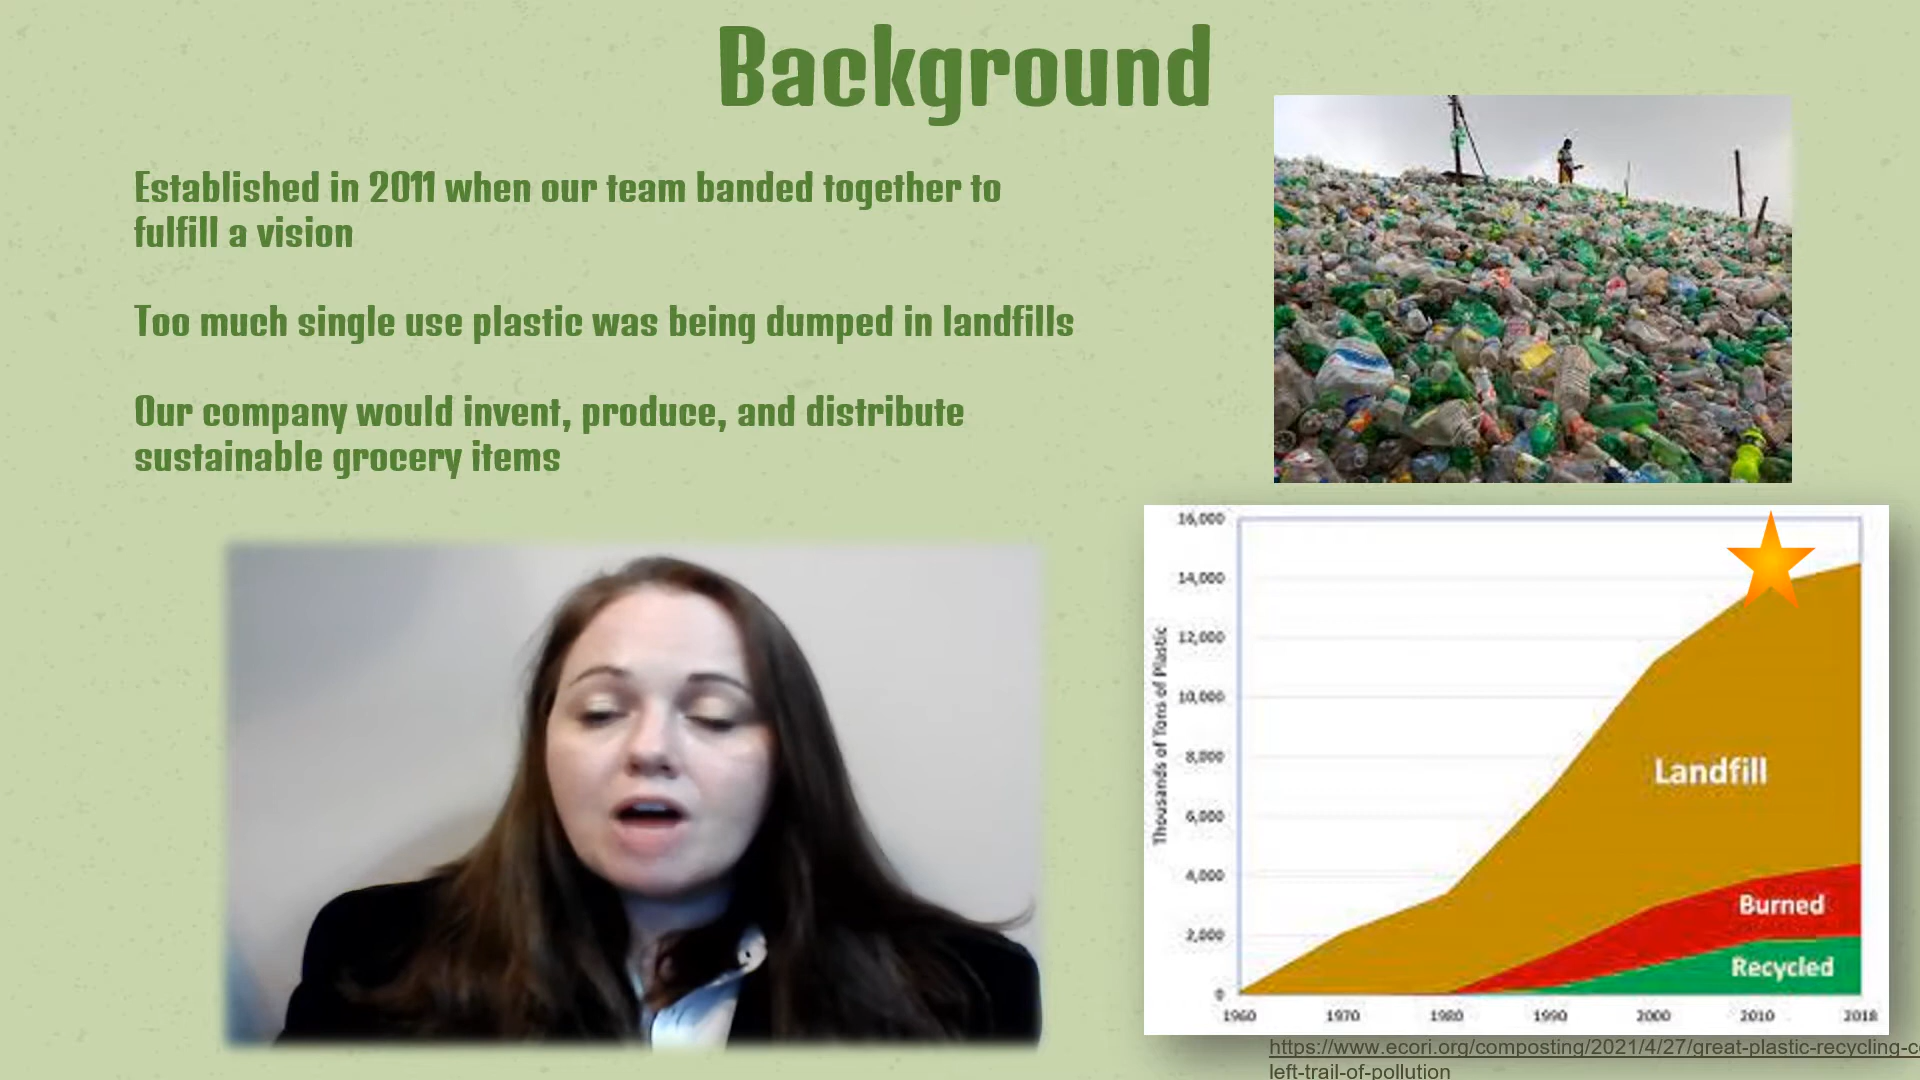 Background
Established in 2011 when our team banded together to
fulfill a vision
Too much single use plastic was being dumped in landfills
Our company would invent, produce, and distribute
sustainable grocery items
Thousands of Tons of Plastic
16,000
14,000
12,000
10,000
8,000
6,000
4,000
2,000
0
Landfill
Burned
Recycled
1960 1970 1980 1990 2000 2010 2018
https://www.ecori.org/composting/2021/4/27/great-plastic-recycling-c
left-trail-of-pollution